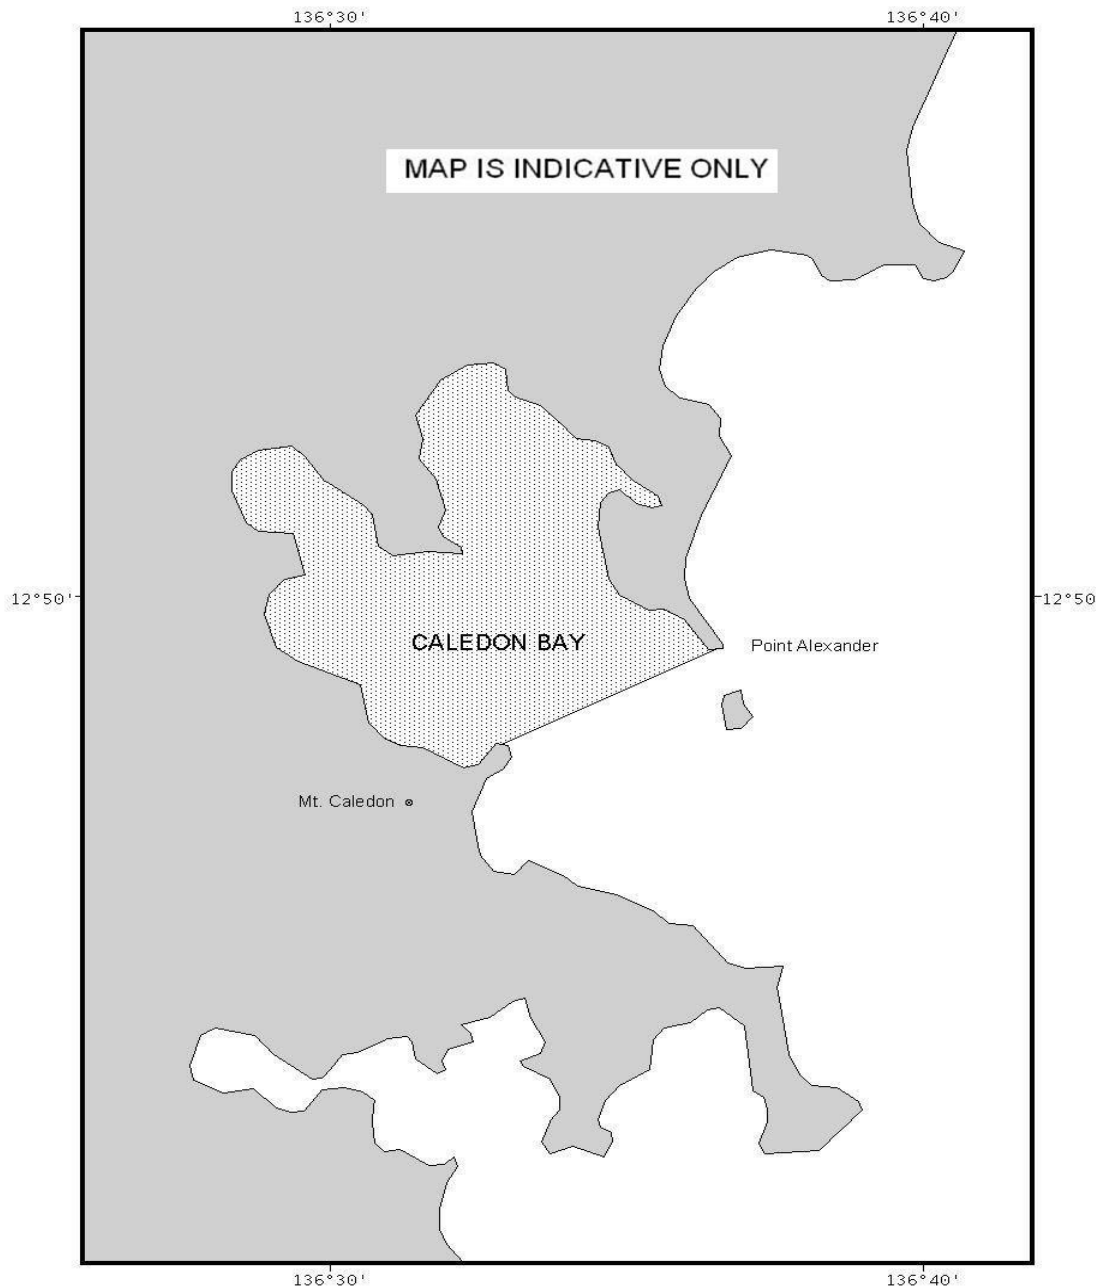 136°30' 136°40'
MAP IS INDICATIVE ONLY
12°50' 12°50
CALEDON BAY
Point Alexander
Mt. Caledon
136°30' 136°40'